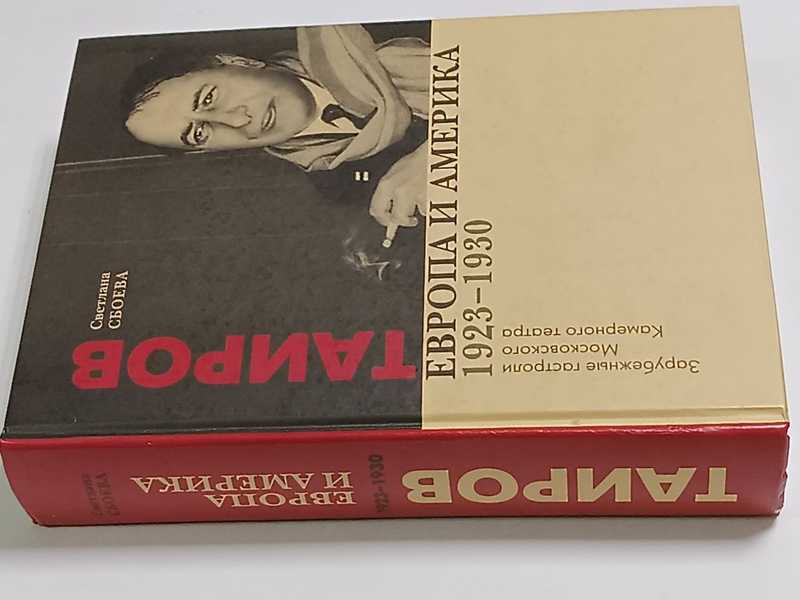 Светлана
СБОЕВА
ТАИРОВ
ЕВРОПА И АМЕРИКА
1923–1930
Зарубежные гастроли
Московского
Камерного театра
Светлана
СБОЕВА
ЕВРОПА
И АМЕРИКА
1923–1930
ТАИРОВ